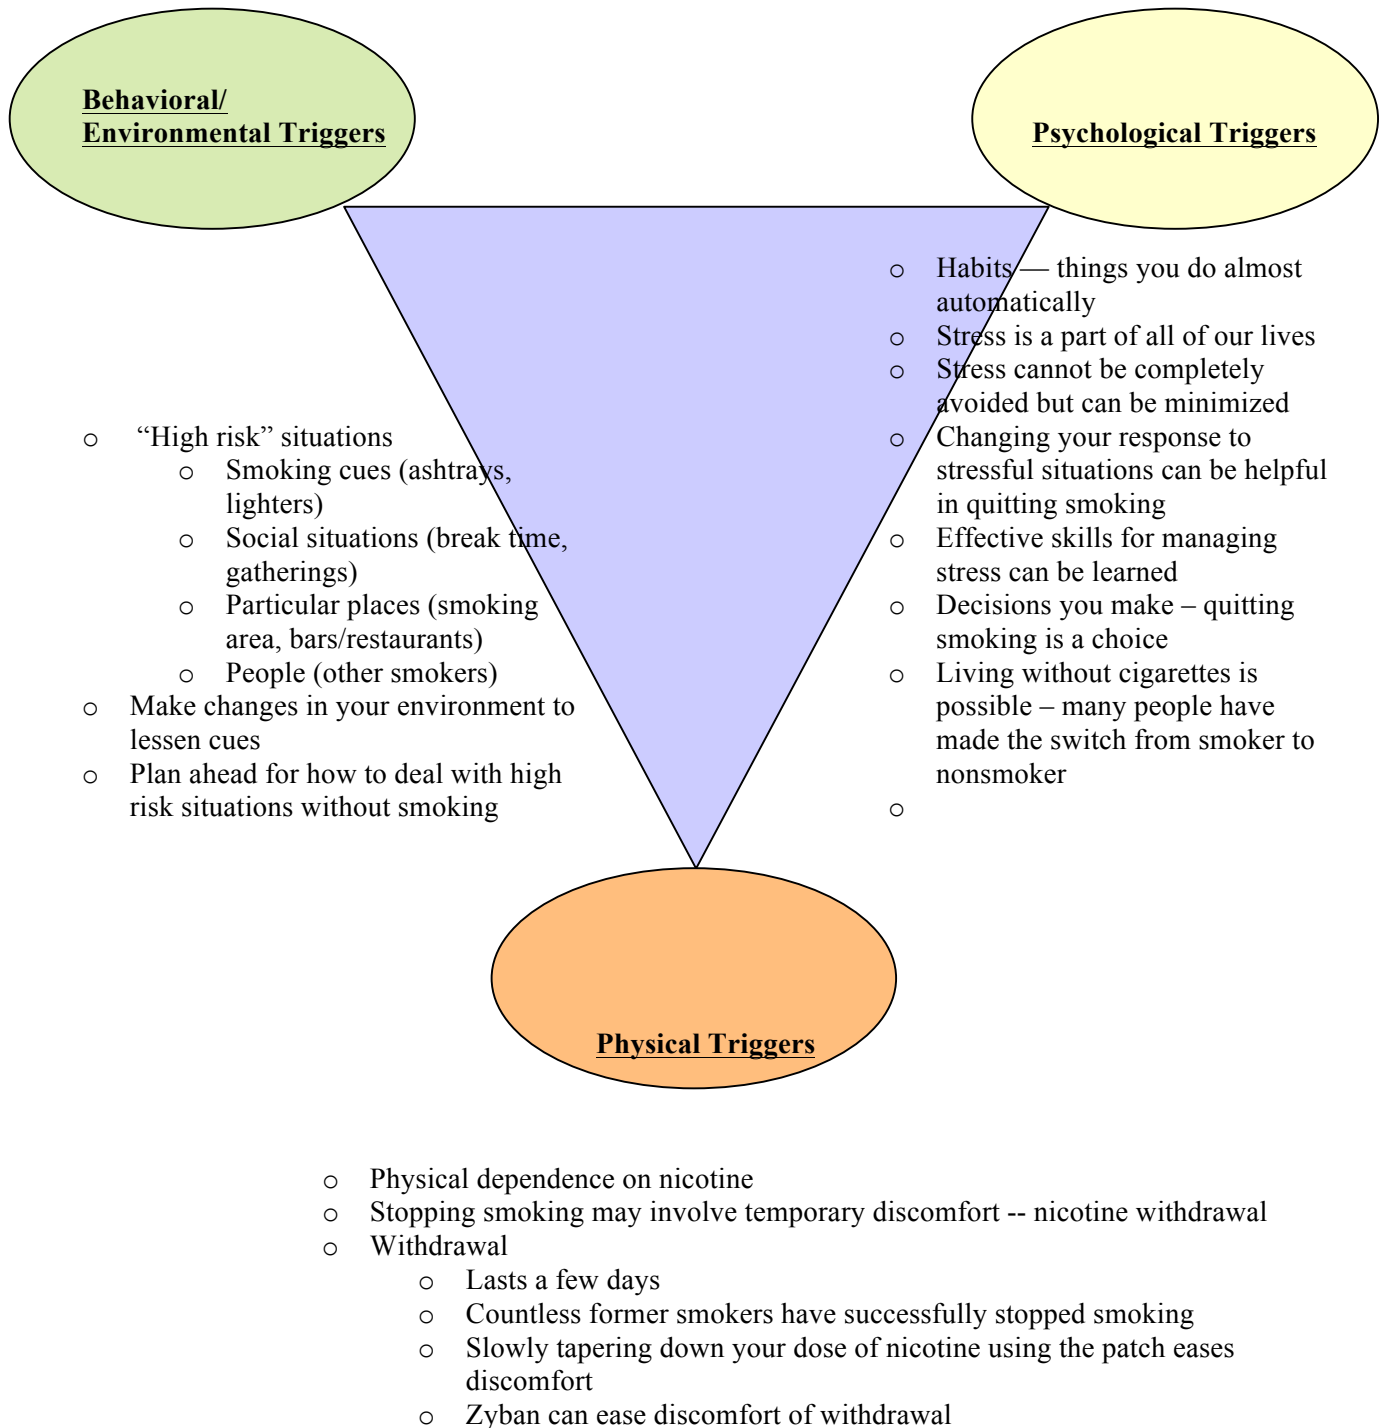 Behavioral/
Environmental Triggers
Psychological Triggers
o “High risk” situations
o Smoking cues (ashtrays,
lighters)
o Social situations (break time,
gatherings)
o Particular places (smoking
area, bars/restaurants)
o People (other smokers)
o Make changes in your environment to
lessen cues
o Plan ahead for how to deal with high
risk situations without smoking
o Habits — things you do almost
automatically
o Stress is a part of all of our lives
o Stress cannot be completely
avoided but can be minimized
o Changing your response to
stressful situations can be helpful
in quitting smoking
o Effective skills for managing
stress can be learned
o Decisions you make – quitting
smoking is a choice
o Living without cigarettes is
possible – many people have
made the switch from smoker to
nonsmoker
o
Physical Triggers
o Physical dependence on nicotine
o Stopping smoking may involve temporary discomfort -- nicotine withdrawal
o Withdrawal
o Lasts a few days
o Countless former smokers have successfully stopped smoking
o Slowly tapering down your dose of nicotine using the patch eases
discomfort
o Zyban can ease discomfort of withdrawal